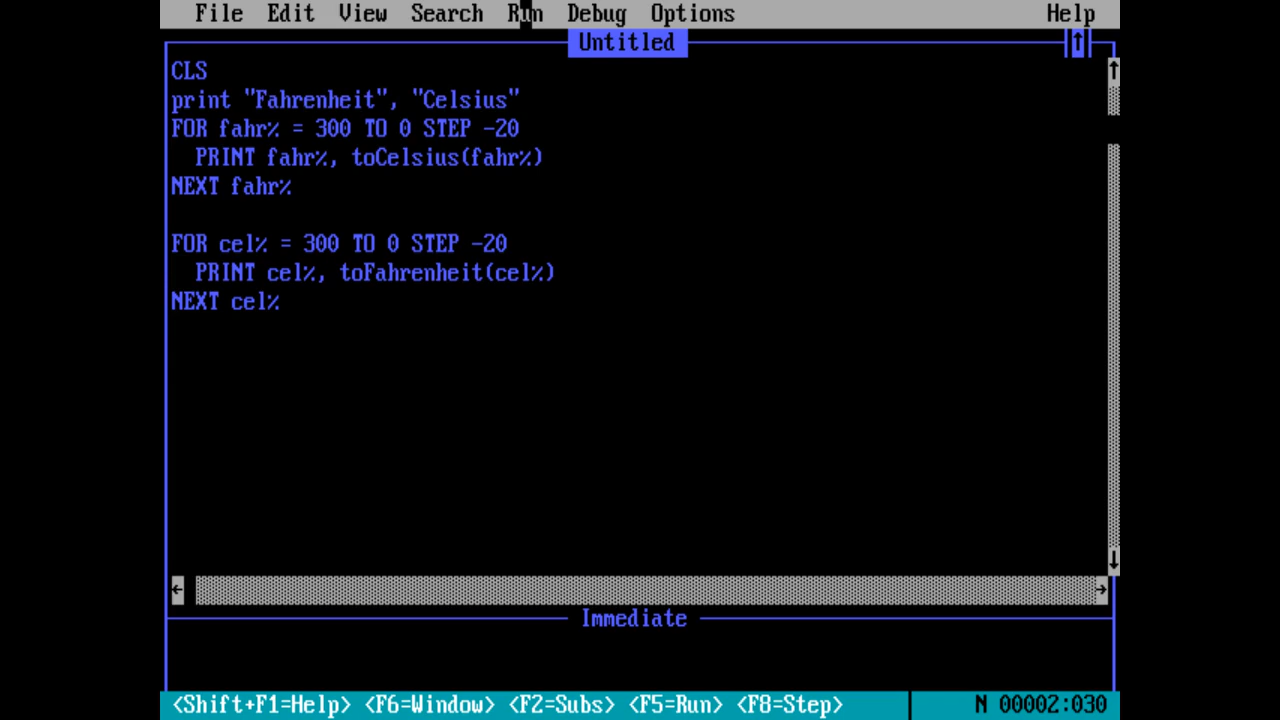 File Edit View Search Run Debug Options Help
Untitled
CLS
print "Fahrenheit", "Celsius"
FOR fahr% = 300 TO 0 STEP -20
  PRINT fahr%, toCelsius(fahr%)
NEXT fahr%
FOR cel% = 300 TO 0 STEP -20
  PRINT cel%, toFahrenheit(cel%)
NEXT cel%
Immediate
<Shift+F1=Help> <F6=Window> <F2=Subs> <F5=Run> <F8=Step> N 00002:030